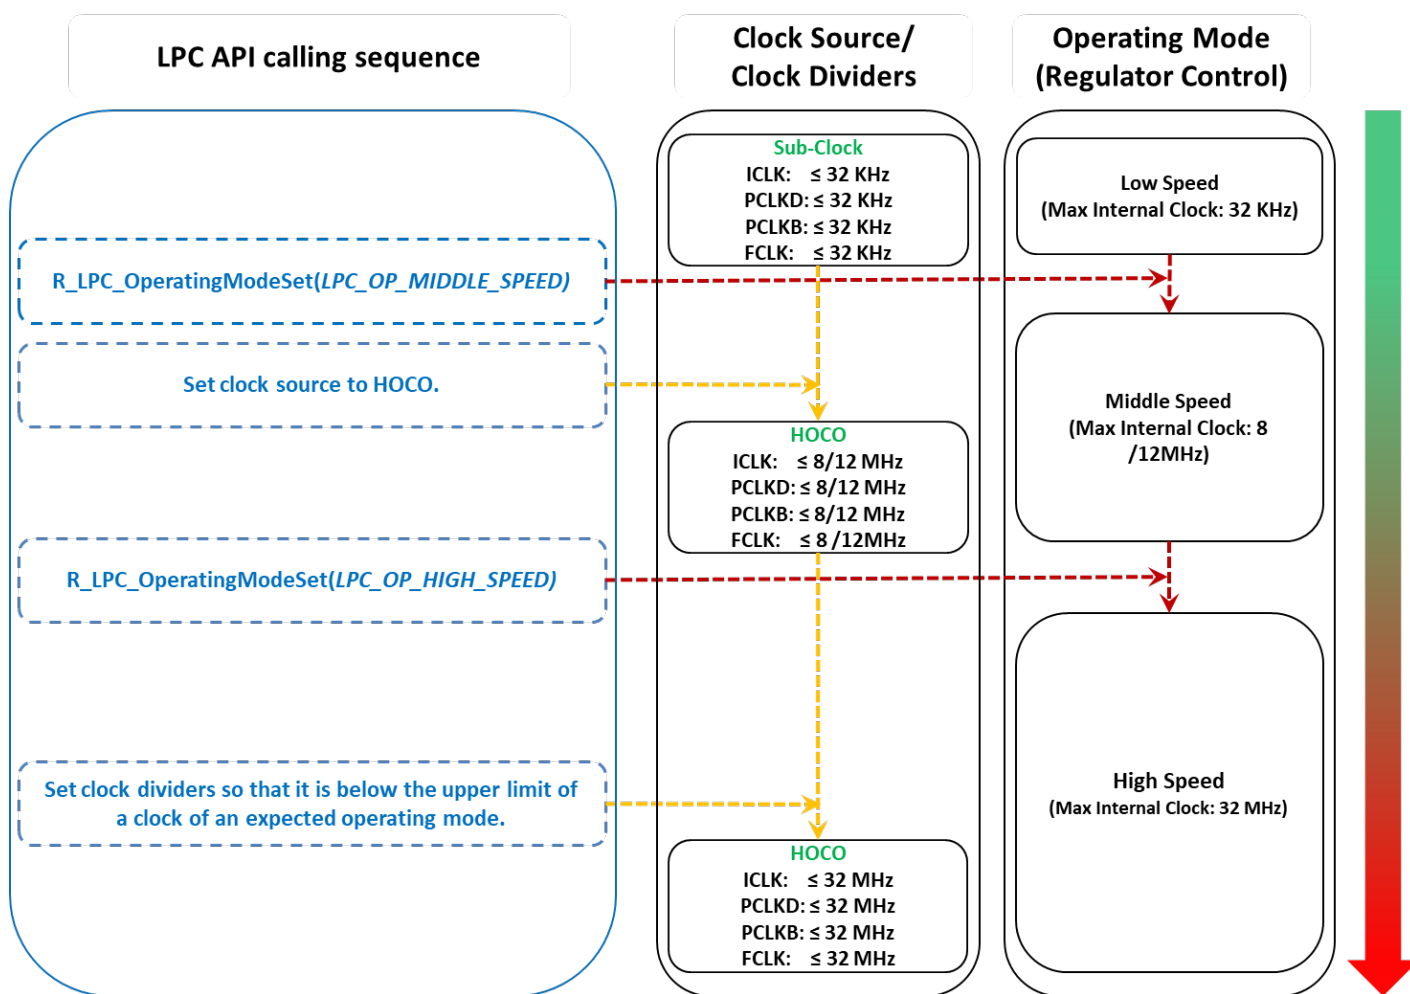 LPC API calling sequence
Clock Source/
Clock Dividers
Operating Mode
(Regulator Control)
Sub-Clock
ICLK: ≤ 32 KHz
PCLKD: ≤ 32 KHz
PCLKB: ≤ 32 KHz
FCLK: ≤ 32 KHz
Low Speed
(Max Internal Clock: 32 KHz)
R_LPC_OperatingModeSet(LPC_OP_MIDDLE_SPEED)
Set clock source to HOCO.
HOCO
ICLK: ≤ 8/12 MHz
PCLKD: ≤ 8/12 MHz
PCLKB: ≤ 8/12 MHz
FCLK: ≤ 8 /12MHz
Middle Speed
(Max Internal Clock: 8
/12MHz)
R_LPC_OperatingModeSet(LPC_OP_HIGH_SPEED)
Set clock dividers so that it is below the upper limit of
a clock of an expected operating mode.
High Speed
(Max Internal Clock: 32 MHz)
HOCO
ICLK: ≤ 32 MHz
PCLKD: ≤ 32 MHz
PCLKB: ≤ 32 MHz
FCLK: ≤ 32 MHz